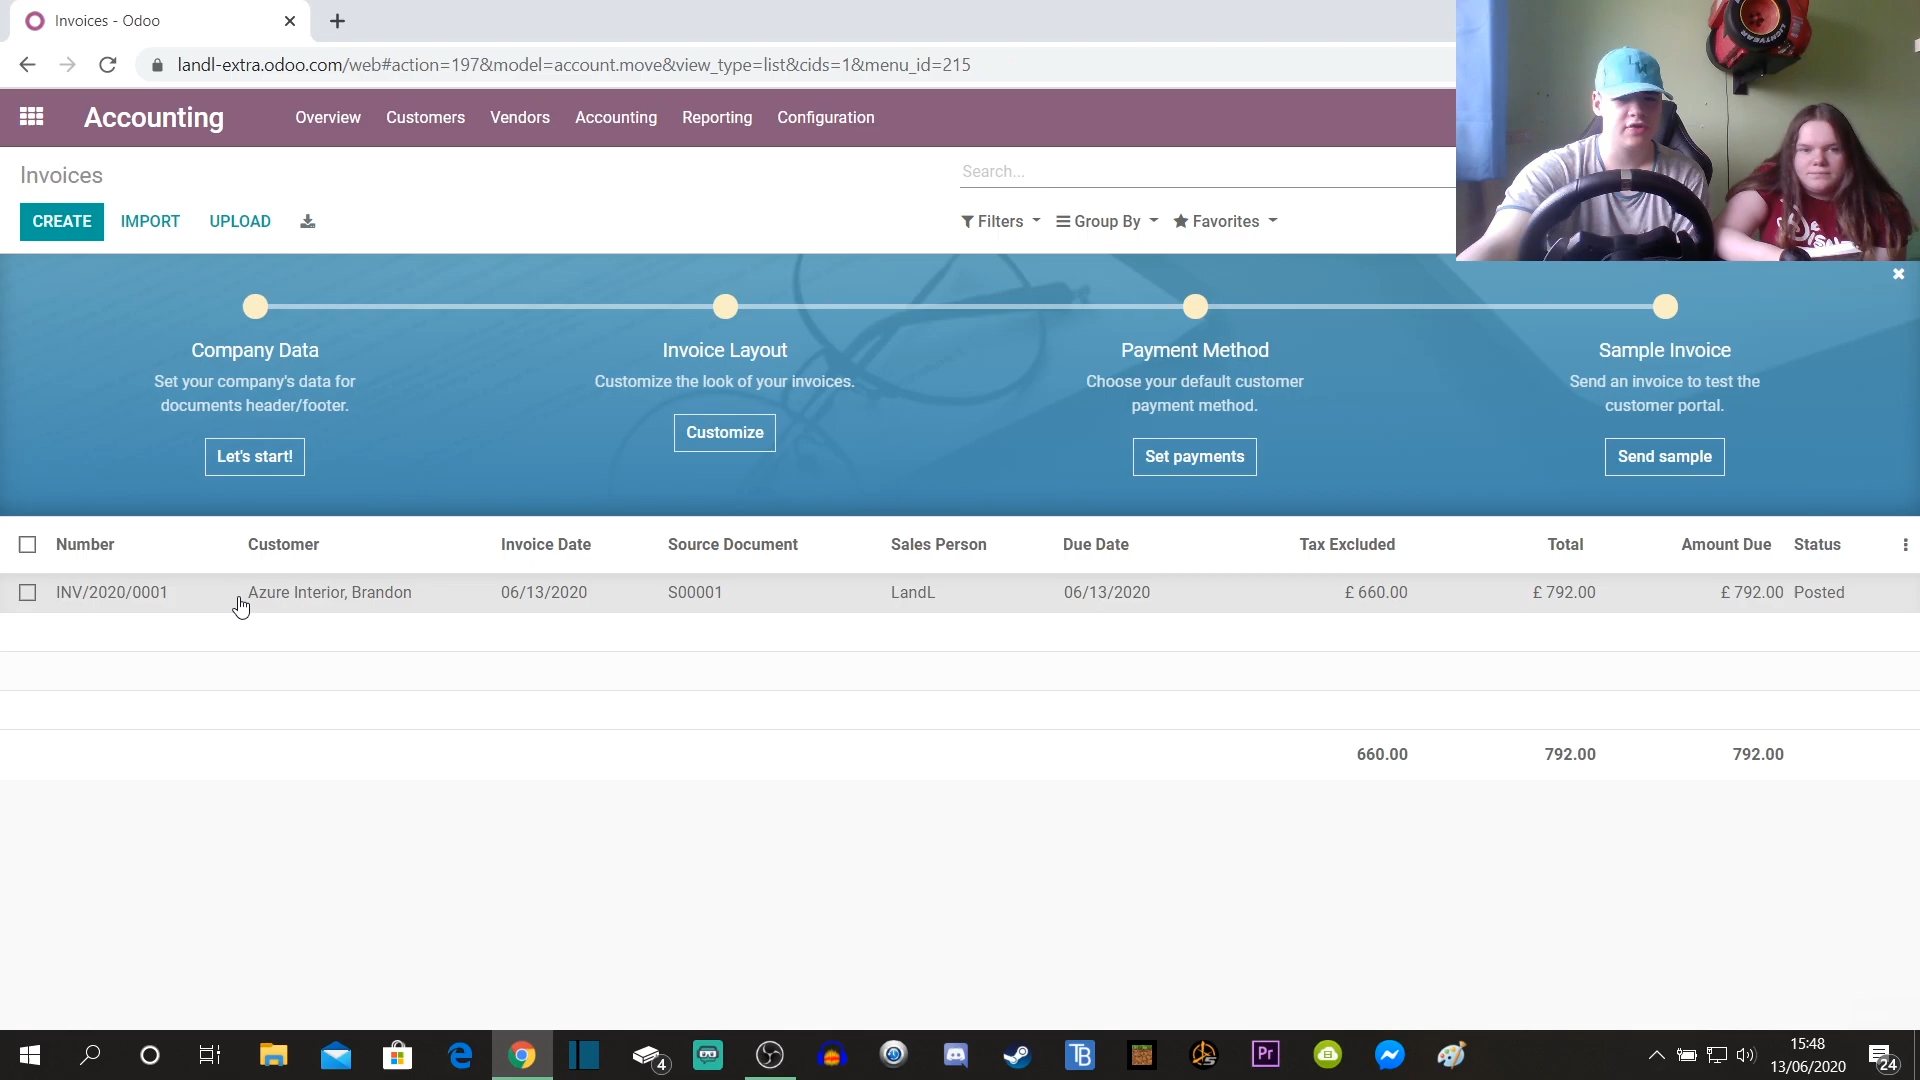 Invoices - Odoo
landl-extra.odoo.com/web#action=197&model=account.move&view_type=list&cids=1&menu_id=215
Accounting Overview Customers Vendors Accounting Reporting Configuration
Invoices
Search...
CREATE IMPORT UPLOAD
Filters Group By Favorites
Company Data
Set your company's data for
documents header/footer.
Let's start!
Invoice Layout
Customize the look of your invoices.
Customize
Payment Method
Choose your default customer
payment method.
Set payments
Sample Invoice
Send an invoice to test the
customer portal.
Send sample
Number Customer Invoice Date Source Document Sales Person Due Date Tax Excluded Total Amount Due Status
INV/2020/0001 Azure Interior, Brandon 06/13/2020 S00001 LandL 06/13/2020 £ 660.00 £ 792.00 £ 792.00 Posted
660.00 792.00 792.00
4
TB
Pr
15:48
13/06/2020
24